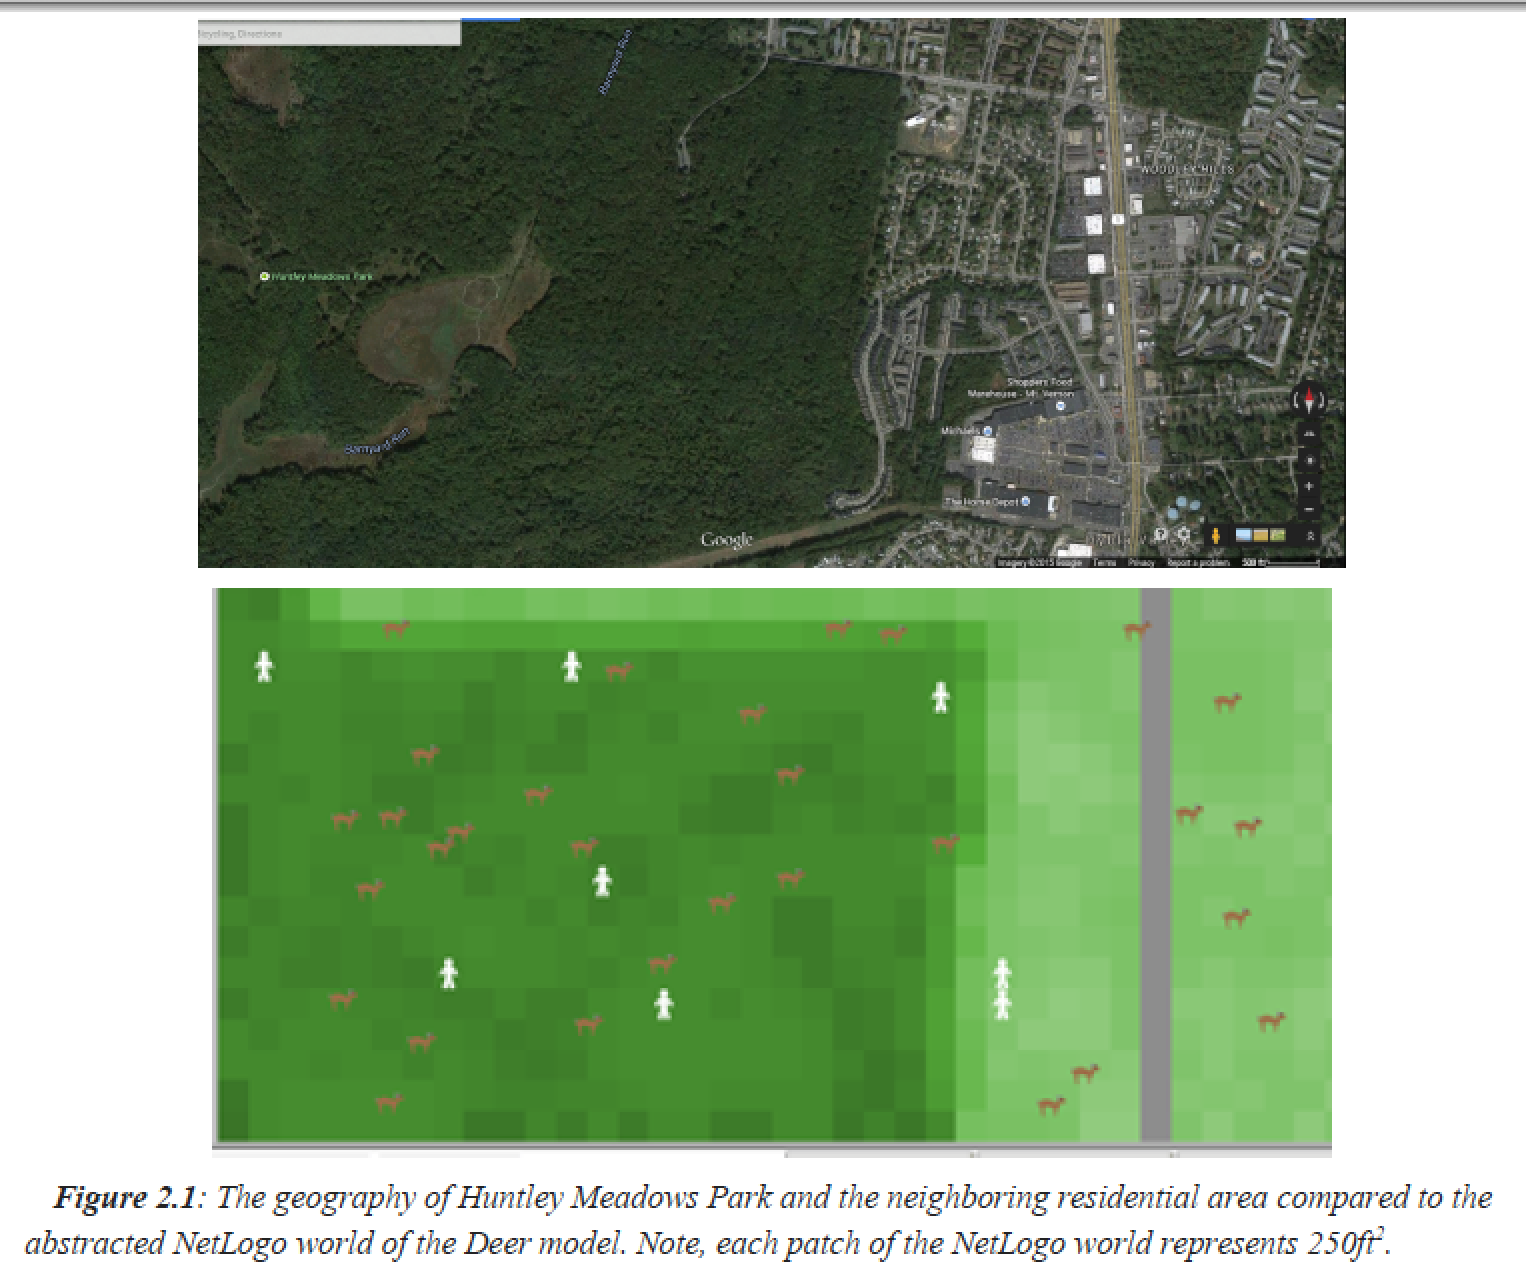 Bicycling, Directions
Barnyard Run
WOODLEY HILLS
Huntley Meadows Park
Shoppers Food
Warehouse - Mt. Vernon
Michaels
Barnyard Run
The Home Depot
Google
Imagery ©2015 Google Terms Privacy Report a problem 500 ft
Figure 2.1: The geography of Huntley Meadows Park and the neighboring residential area compared to the
abstracted NetLogo world of the Deer model. Note, each patch of the NetLogo world represents 250ft².